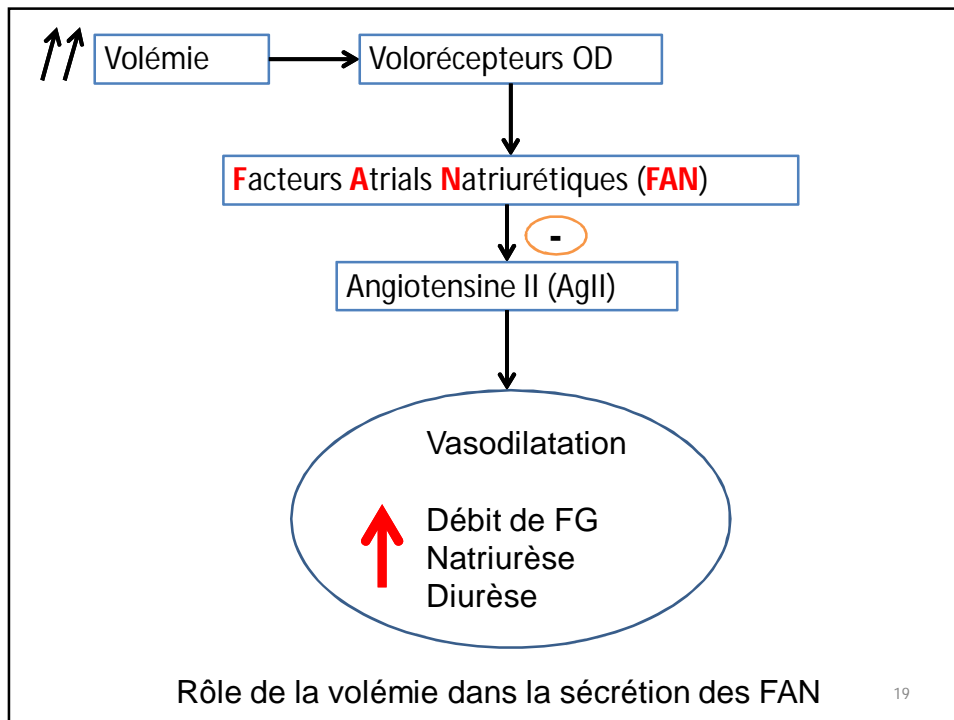 Volémie
Volorécepteurs OD
Facteurs Atrials Natriurétiques (FAN)
-
Angiotensine II (AgII)
Vasodilatation
Débit de FG
Natriurèse
Diurèse
Rôle de la volémie dans la sécrétion des FAN
19